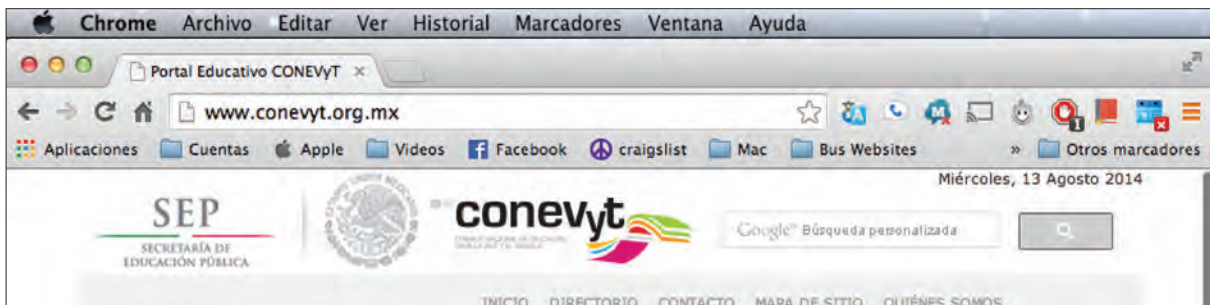 Chrome Archivo Editar Ver Historial Marcadores Ventana Ayuda
Portal Educativo CONEVyT
www.conevyt.org.mx
Aplicaciones Cuentas Apple Videos Facebook craigslist Mac Bus Websites » Otros marcadores
Miércoles, 13 Agosto 2014
SEP
SECRETARÍA DE
EDUCACIÓN PÚBLICA
conevyt
Google™ Búsqueda personalizada
INICIO DIRECTORIO CONTACTO MAPA DE SITIO QUIÉNES SOMOS